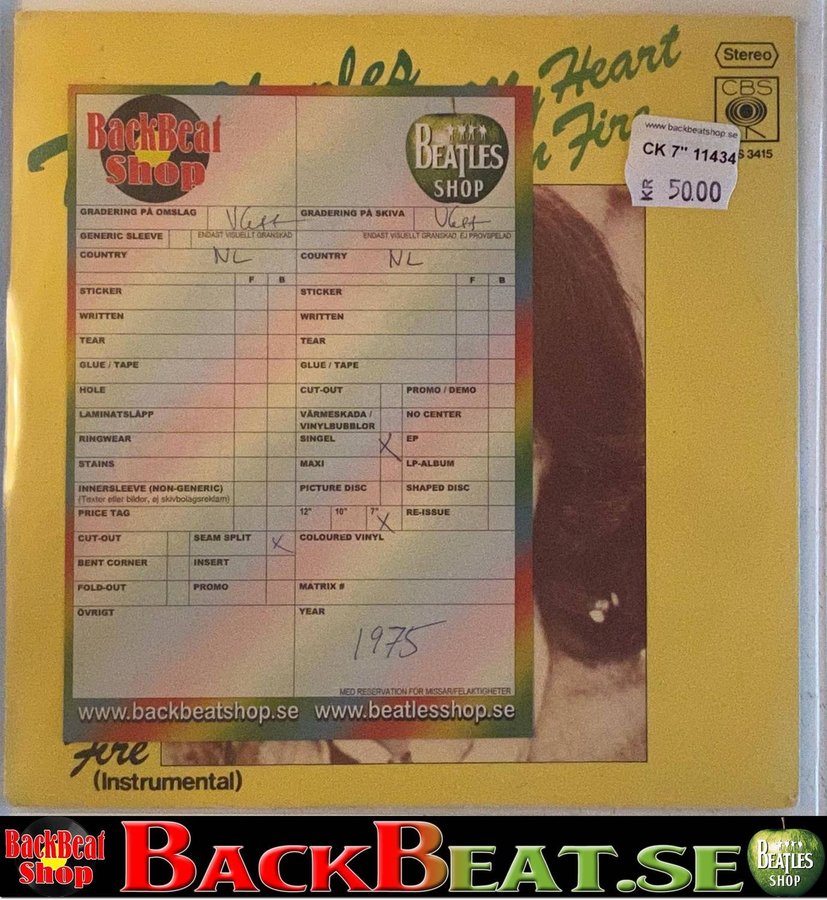 Heart
Stereo
CBS
Fire
www.backbeatshop.se
CK 7" 11434
S 3415
KR 50.00
BackBeat
Shop
BEATLES
SHOP
GRADERING PÅ OMSLAG
GRADERING PÅ SKIVA
GENERIC SLEEVE
ENDAST VISUELLT GRANSKAD
ENDAST VISUELLT GRANSKAD, EJ PROVSPELAD
COUNTRY NL
COUNTRY NL
F B
F B
STICKER
STICKER
WRITTEN
WRITTEN
TEAR
TEAR
GLUE / TAPE
GLUE / TAPE
HOLE
CUT-OUT
PROMO / DEMO
LAMINATSLÄPP
VÄRMESKADA /
VINYLBUBBLOR
NO CENTER
RINGWEAR
SINGEL X
EP
STAINS
MAXI
LP-ALBUM
INNERSLEEVE (NON-GENERIC)
(Texter eller bilder, ej skivbolagsreklam)
PICTURE DISC
SHAPED DISC
PRICE TAG
12" 10" 7" X
RE-ISSUE
CUT-OUT
SEAM SPLIT X
COLOURED VINYL
BENT CORNER
INSERT
FOLD-OUT
PROMO
MATRIX #
ÖVRIGT
YEAR
1975
MED RESERVATION FÖR MISSAR/FELAKTIGHETER
www.backbeatshop.se www.beatlesshop.se
Fire
(Instrumental)
BackBeat
Shop
BACKBEAT.SE
BEATLES
SHOP